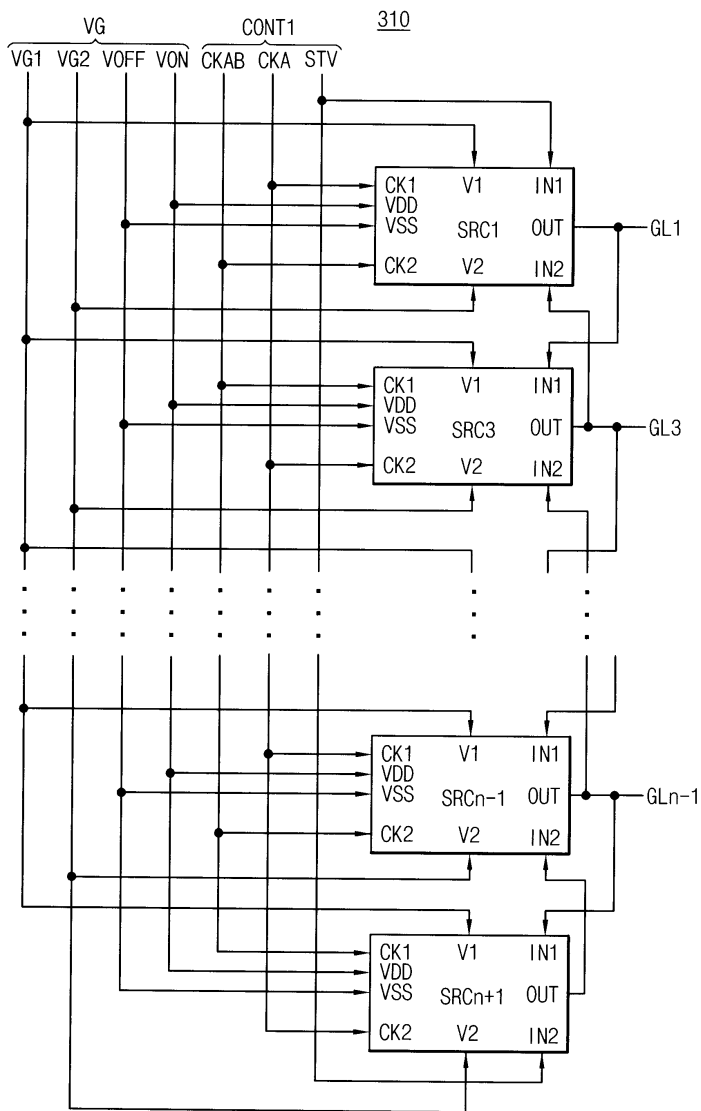 310
VG CONT1
VG1 VG2 VOFF VON CKAB CKA STV
CK1 V1 IN1
VDD
VSS SRC1 OUT GL1
CK2 V2 IN2
CK1 V1 IN1
VDD
VSS SRC3 OUT GL3
CK2 V2 IN2
CK1 V1 IN1
VDD
VSS SRCn-1 OUT GLn-1
CK2 V2 IN2
CK1 V1 IN1
VDD
VSS SRCn+1 OUT
CK2 V2 IN2